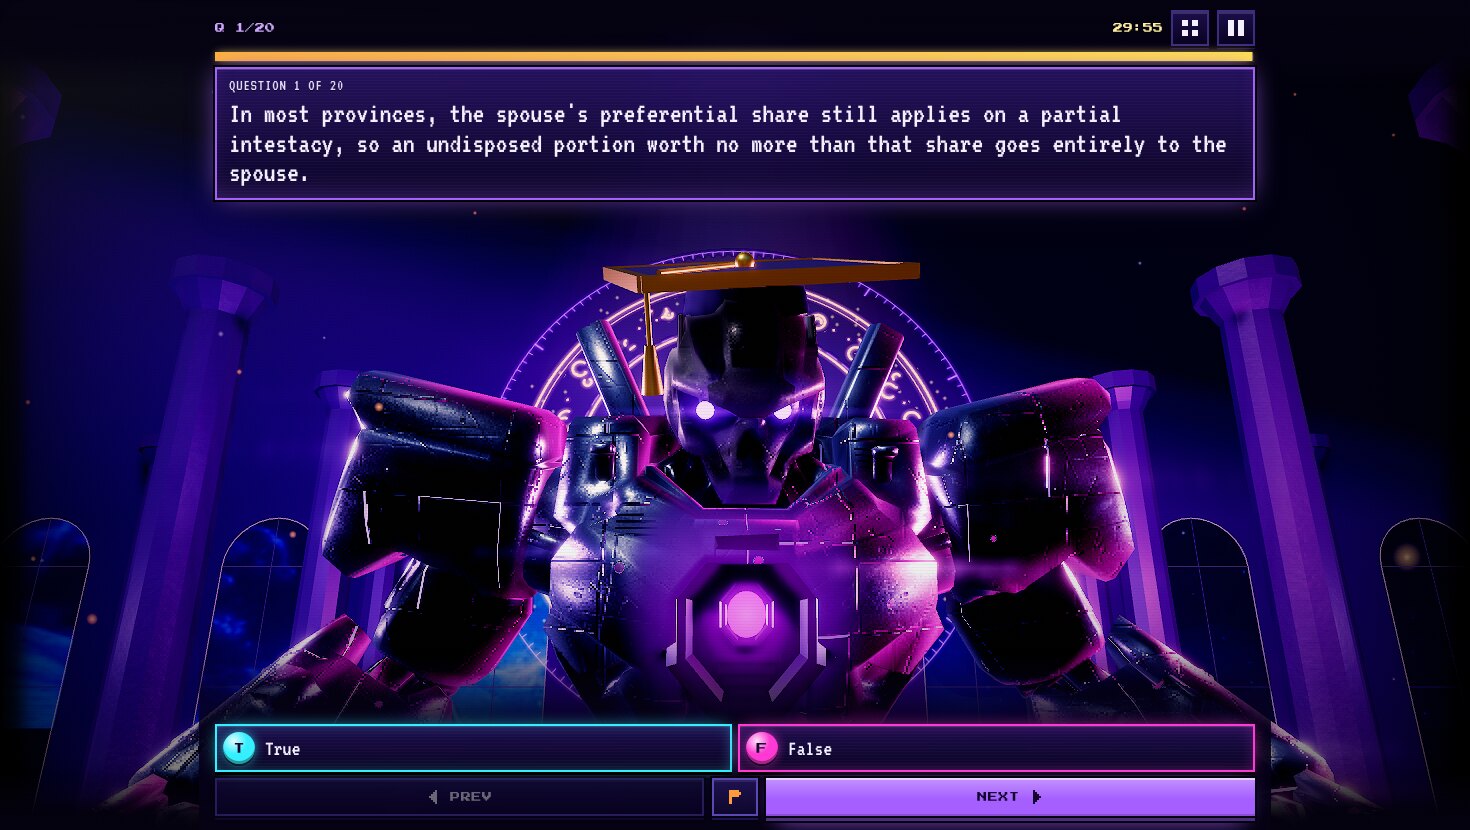 Q 1/20
29:55
QUESTION 1 OF 20
In most provinces, the spouse's preferential share still applies on a partial
intestacy, so an undisposed portion worth no more than that share goes entirely to the
spouse.
T True
F False
PREV
NEXT